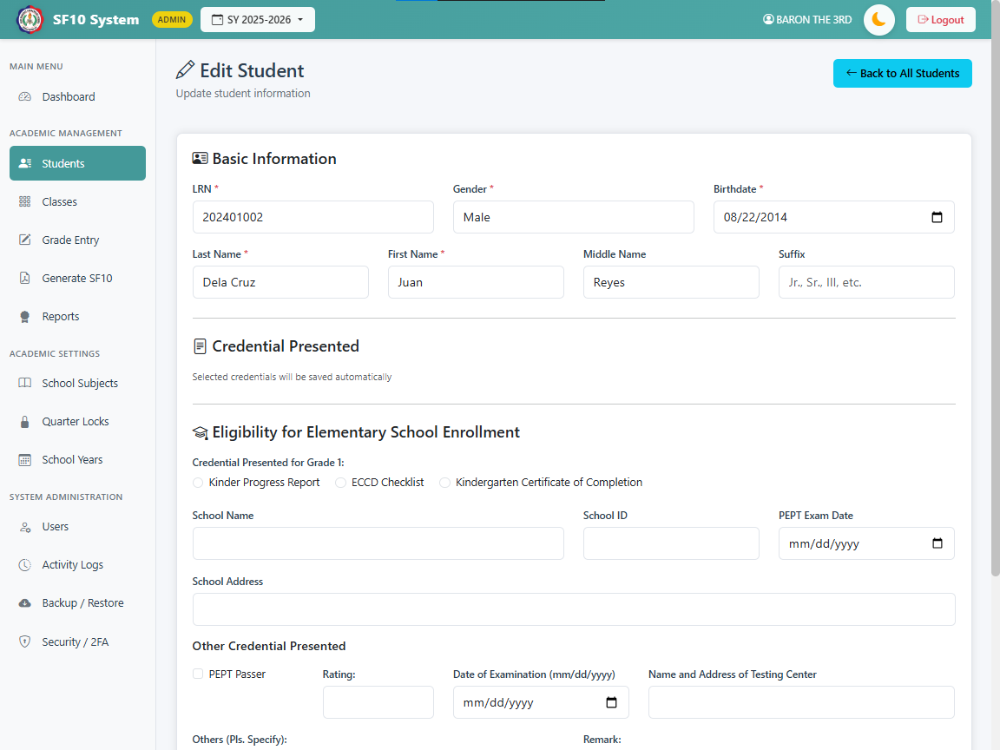 SF10 System ADMIN SY 2025-2026 BARON THE 3RD Logout
MAIN MENU
Dashboard
ACADEMIC MANAGEMENT
Students
Classes
Grade Entry
Generate SF10
Reports
ACADEMIC SETTINGS
School Subjects
Quarter Locks
School Years
SYSTEM ADMINISTRATION
Users
Activity Logs
Backup / Restore
Security / 2FA
Edit Student
Update student information
← Back to All Students
Basic Information
LRN * Gender * Birthdate *
202401002 Male 08/22/2014
Last Name * First Name * Middle Name Suffix
Dela Cruz Juan Reyes Jr., Sr., III, etc.
Credential Presented
Selected credentials will be saved automatically
Eligibility for Elementary School Enrollment
Credential Presented for Grade 1:
Kinder Progress Report ECCD Checklist Kindergarten Certificate of Completion
School Name School ID PEPT Exam Date
mm/dd/yyyy
School Address
Other Credential Presented
PEPT Passer Rating: Date of Examination (mm/dd/yyyy) Name and Address of Testing Center
mm/dd/yyyy
Others (Pls. Specify): Remark: